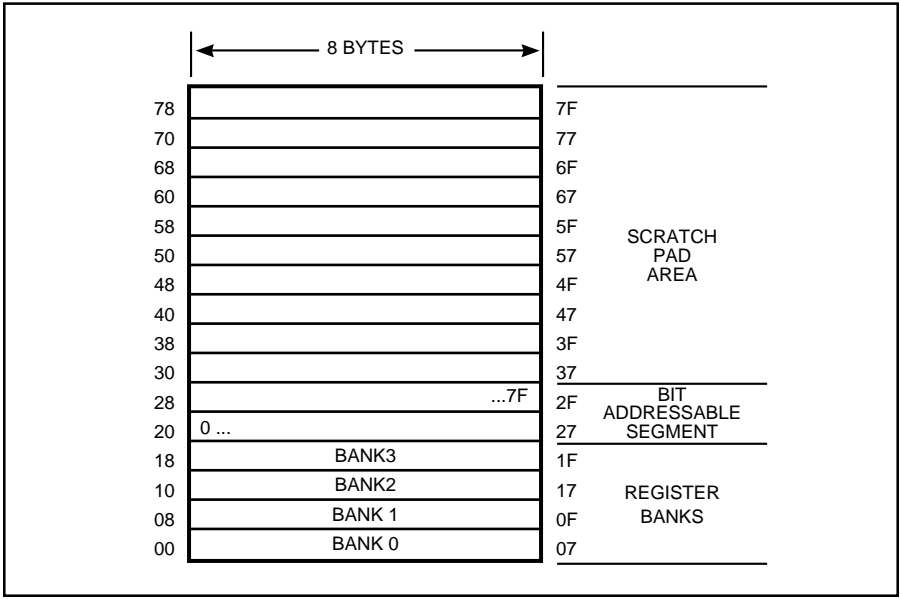 8 BYTES
78 7F
70 77
68 6F
60 67
58 5F
SCRATCH
50 57 PAD
AREA
48 4F
40 47
38 3F
30 37
28 ...7F 2F BIT
ADDRESSABLE
20 0 ... 27 SEGMENT
18 BANK3 1F
10 BANK2 17 REGISTER
08 BANK 1 0F BANKS
00 BANK 0 07